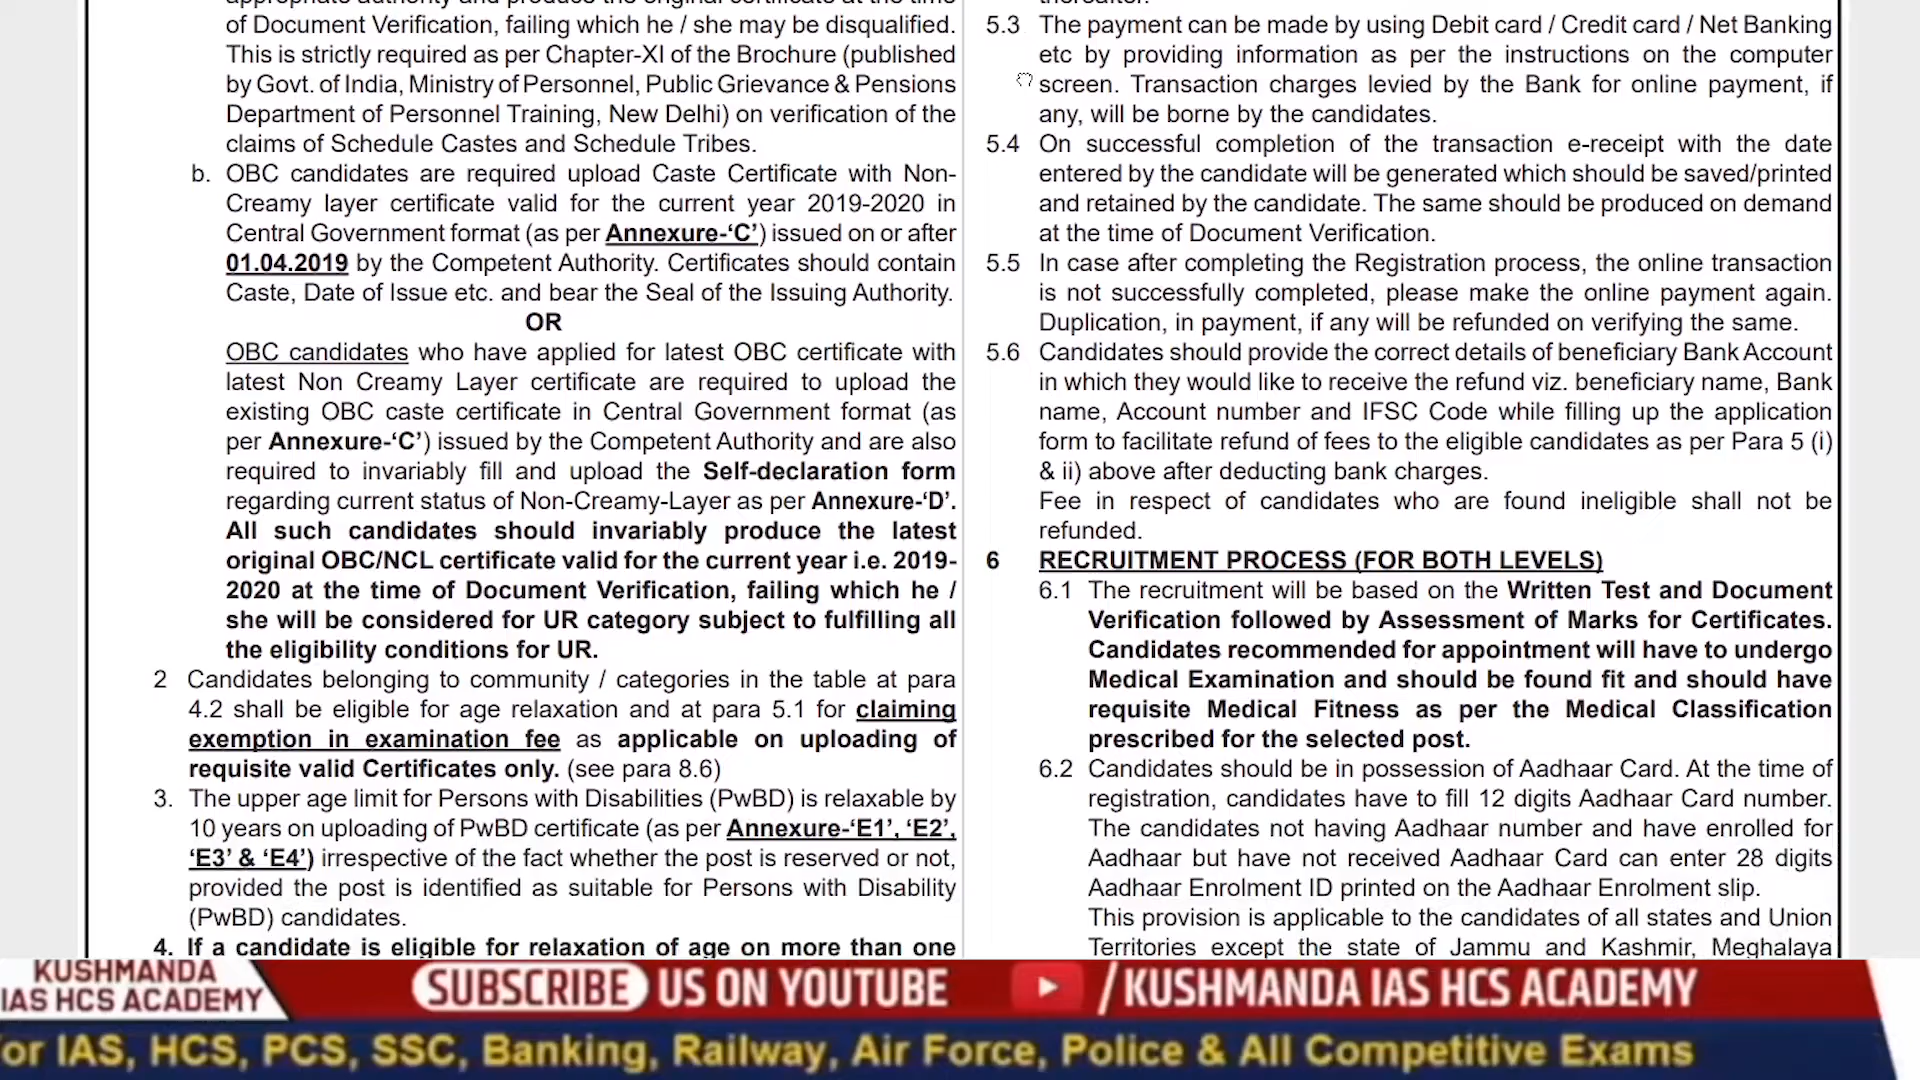 appropriate authority and produce the original certificate at the time
of Document Verification, failing which he / she may be disqualified.
This is strictly required as per Chapter-XI of the Brochure (published
by Govt. of India, Ministry of Personnel, Public Grievance & Pensions
Department of Personnel Training, New Delhi) on verification of the
claims of Schedule Castes and Schedule Tribes.
b. OBC candidates are required upload Caste Certificate with Non-
Creamy layer certificate valid for the current year 2019-2020 in
Central Government format (as per Annexure-‘C’) issued on or after
01.04.2019 by the Competent Authority. Certificates should contain
Caste, Date of Issue etc. and bear the Seal of the Issuing Authority.
OR
OBC candidates who have applied for latest OBC certificate with
latest Non Creamy Layer certificate are required to upload the
existing OBC caste certificate in Central Government format (as
per Annexure-‘C’) issued by the Competent Authority and are also
required to invariably fill and upload the Self-declaration form
regarding current status of Non-Creamy-Layer as per Annexure-‘D’.
All such candidates should invariably produce the latest
original OBC/NCL certificate valid for the current year i.e. 2019-
2020 at the time of Document Verification, failing which he /
she will be considered for UR category subject to fulfilling all
the eligibility conditions for UR.
2 Candidates belonging to community / categories in the table at para
4.2 shall be eligible for age relaxation and at para 5.1 for claiming
exemption in examination fee as applicable on uploading of
requisite valid Certificates only. (see para 8.6)
3. The upper age limit for Persons with Disabilities (PwBD) is relaxable by
10 years on uploading of PwBD certificate (as per Annexure-‘E1’, ‘E2’,
‘E3’ & ‘E4’) irrespective of the fact whether the post is reserved or not,
provided the post is identified as suitable for Persons with Disability
(PwBD) candidates.
4. If a candidate is eligible for relaxation of age on more than one
thereafter.
5.3 The payment can be made by using Debit card / Credit card / Net Banking
etc by providing information as per the instructions on the computer
screen. Transaction charges levied by the Bank for online payment, if
any, will be borne by the candidates.
5.4 On successful completion of the transaction e-receipt with the date
entered by the candidate will be generated which should be saved/printed
and retained by the candidate. The same should be produced on demand
at the time of Document Verification.
5.5 In case after completing the Registration process, the online transaction
is not successfully completed, please make the online payment again.
Duplication, in payment, if any will be refunded on verifying the same.
5.6 Candidates should provide the correct details of beneficiary Bank Account
in which they would like to receive the refund viz. beneficiary name, Bank
name, Account number and IFSC Code while filling up the application
form to facilitate refund of fees to the eligible candidates as per Para 5 (i)
& ii) above after deducting bank charges.
Fee in respect of candidates who are found ineligible shall not be
refunded.
6 RECRUITMENT PROCESS (FOR BOTH LEVELS)
6.1 The recruitment will be based on the Written Test and Document
Verification followed by Assessment of Marks for Certificates.
Candidates recommended for appointment will have to undergo
Medical Examination and should be found fit and should have
requisite Medical Fitness as per the Medical Classification
prescribed for the selected post.
6.2 Candidates should be in possession of Aadhaar Card. At the time of
registration, candidates have to fill 12 digits Aadhaar Card number.
The candidates not having Aadhaar number and have enrolled for
Aadhaar but have not received Aadhaar Card can enter 28 digits
Aadhaar Enrolment ID printed on the Aadhaar Enrolment slip.
This provision is applicable to the candidates of all states and Union
Territories except the state of Jammu and Kashmir, Meghalaya
KUSHMANDA
IAS HCS ACADEMY
SUBSCRIBE US ON YOUTUBE
/KUSHMANDA IAS HCS ACADEMY
or IAS, HCS, PCS, SSC, Banking, Railway, Air Force, Police & All Competitive Exams